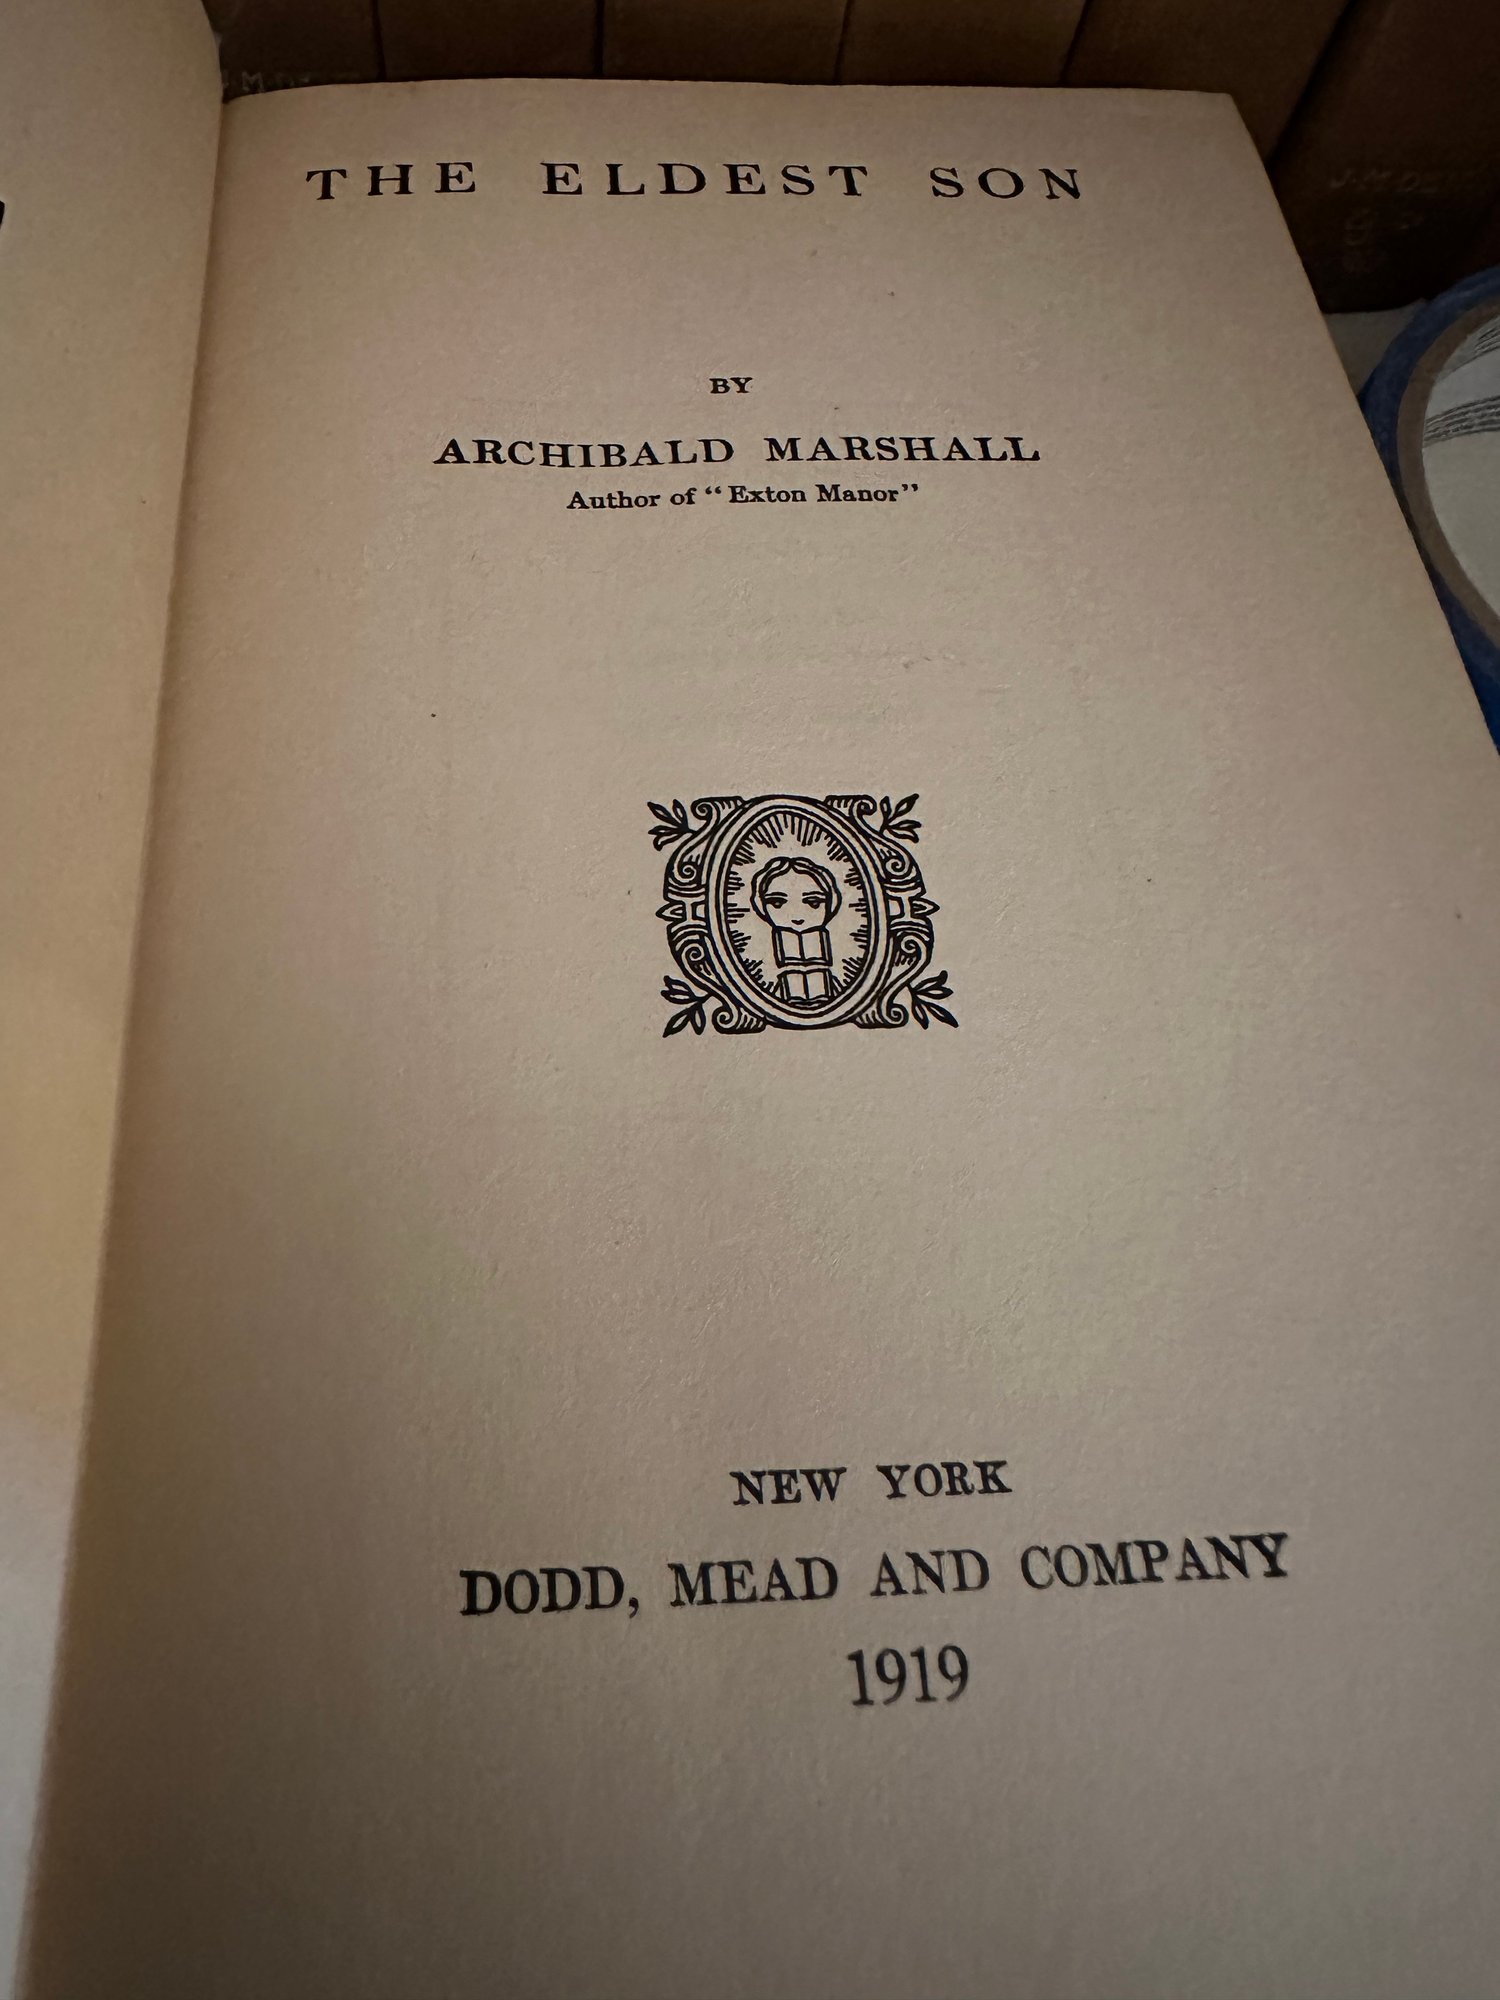 THE ELDEST SON
BY
ARCHIBALD MARSHALL
Author of “Exton Manor”
NEW YORK
DODD, MEAD AND COMPANY
1919